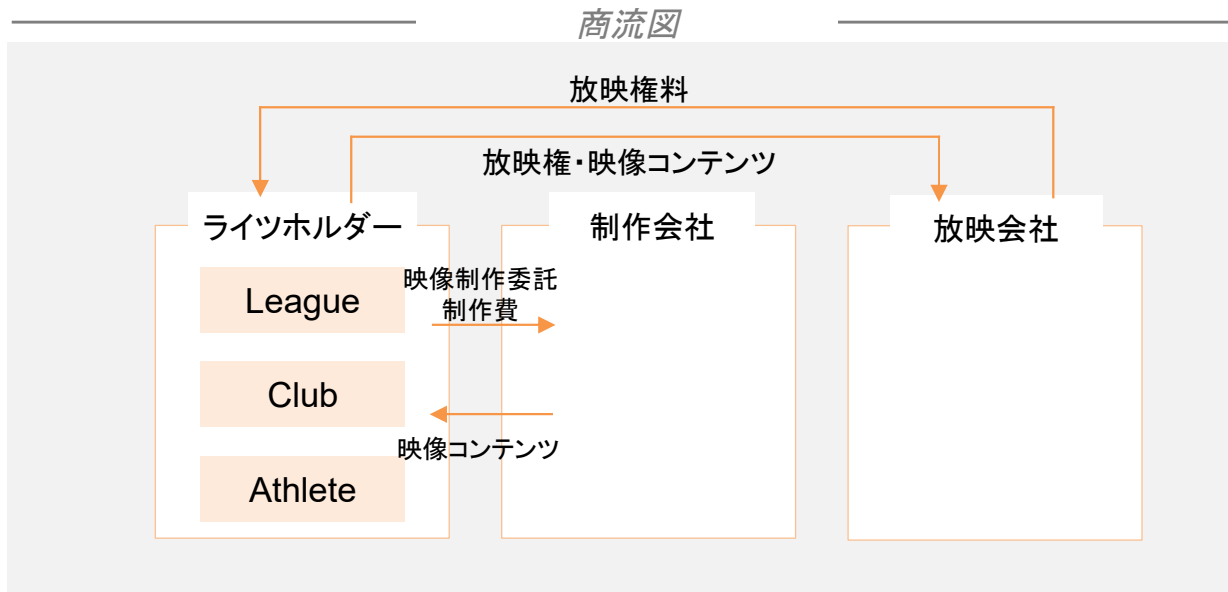 商流図
放映権料
放映権・映像コンテンツ
ライツホルダー
制作会社
放映会社
League
映像制作委託
制作費
Club
映像コンテンツ
Athlete